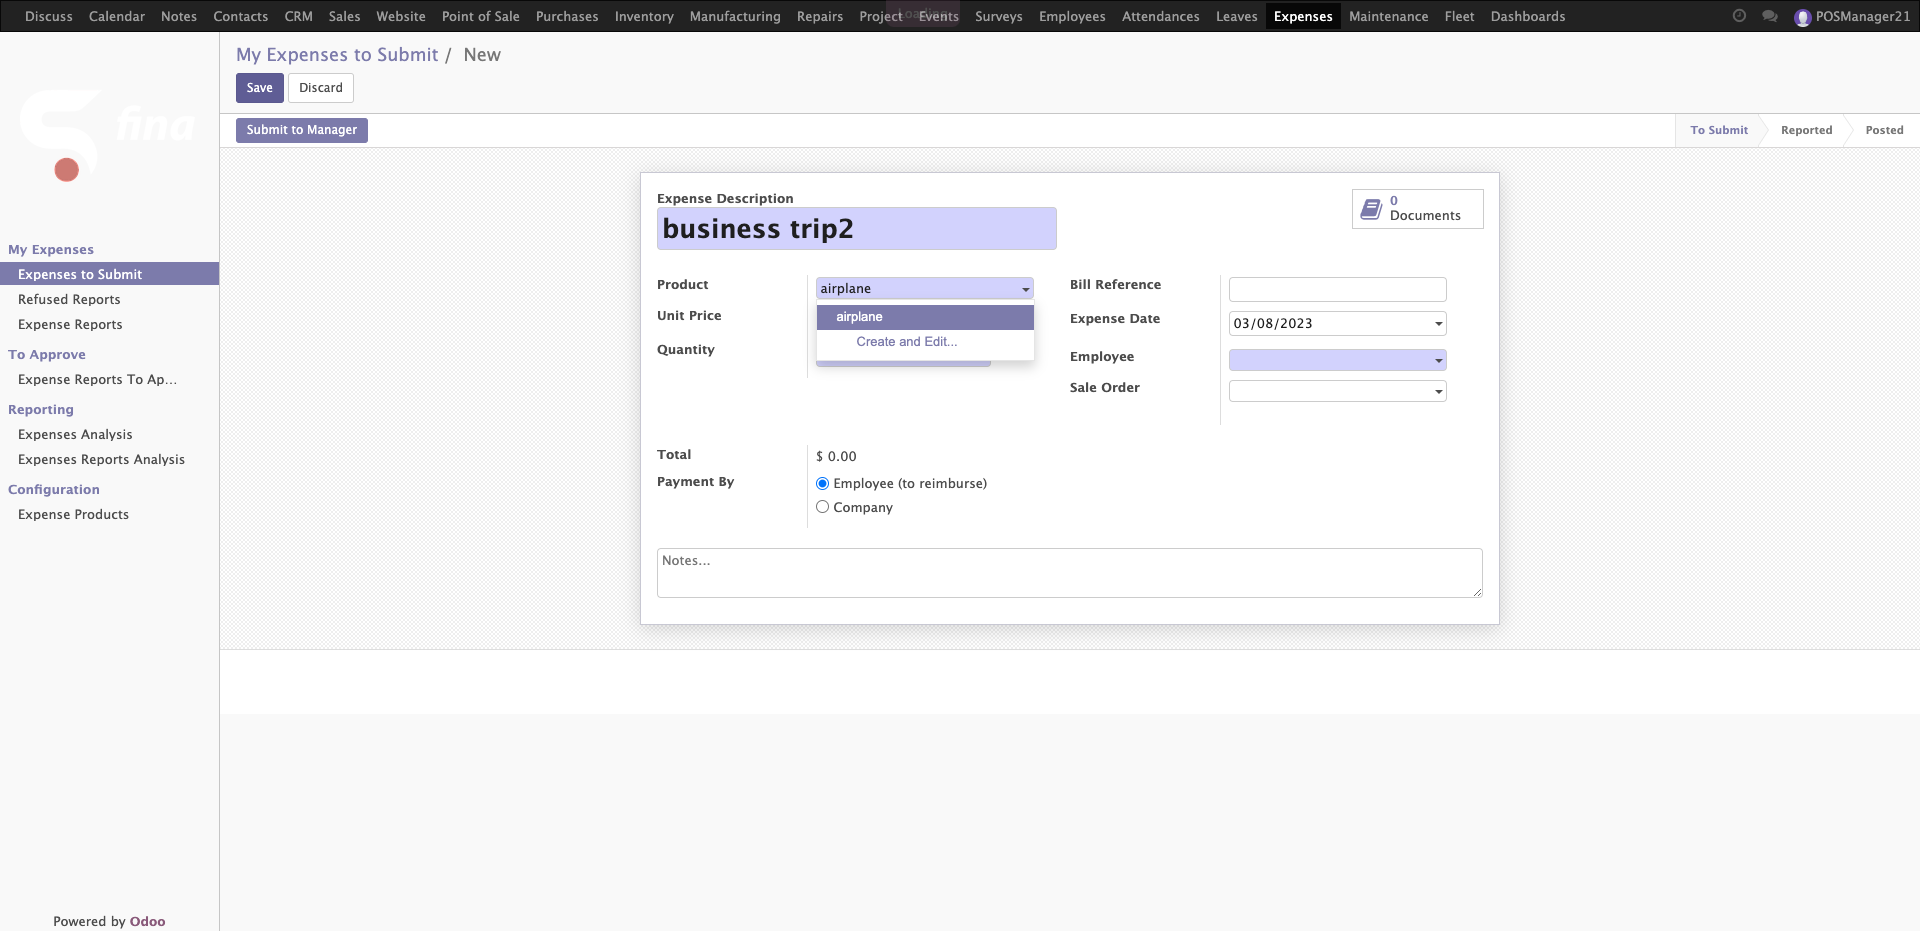 Discuss Calendar Notes Contacts CRM Sales Website Point of Sale Purchases Inventory Manufacturing Repairs Project Events Surveys Employees Attendances Leaves Expenses Maintenance Fleet Dashboards POSManager21
Loading
My Expenses to Submit / New
Save Discard
Submit to Manager
To Submit Reported Posted
fina
My Expenses
Expenses to Submit
Refused Reports
Expense Reports
To Approve
Expense Reports To Ap...
Reporting
Expenses Analysis
Expenses Reports Analysis
Configuration
Expense Products
Powered by Odoo
Expense Description
business trip2
0
Documents
Product airplane
airplane
Create and Edit...
Unit Price
Quantity
Bill Reference
Expense Date 03/08/2023
Employee
Sale Order
Total $ 0.00
Payment By Employee (to reimburse)
Company
Notes...